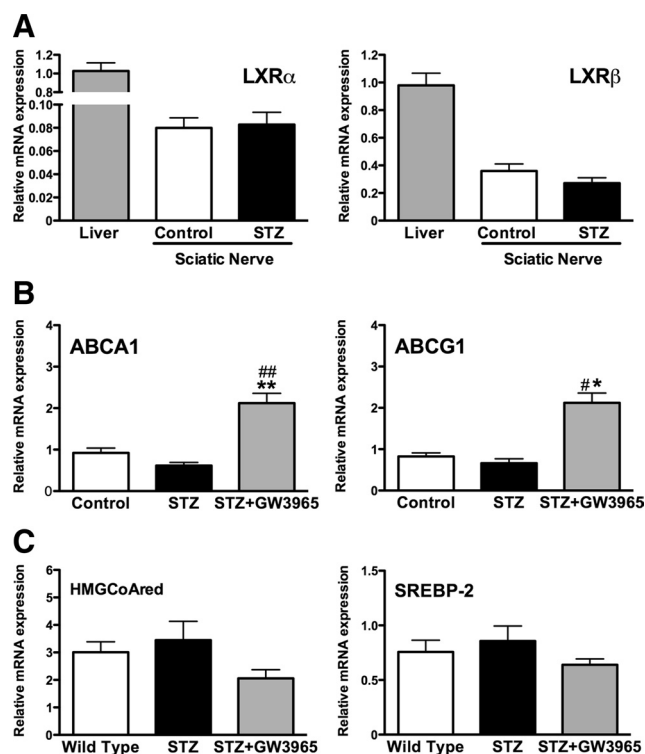 A
Relative mRNA expression
1.2
1.0
0.8
0.10
0.08
0.06
0.04
0.02
0
LXRα
Liver
Control
STZ
Sciatic Nerve
Relative mRNA expression
1.2
1.0
0.8
0.6
0.4
0.2
0
LXRβ
Liver
Control
STZ
Sciatic Nerve
B
Relative mRNA expression
4
3
2
1
0
ABCA1
##
**
Control
STZ
STZ+GW3965
Relative mRNA expression
4
3
2
1
0
ABCG1
#*
Control
STZ
STZ+GW3965
C
Relative mRNA expression
6
5
4
3
2
1
0
HMGCoAred
Wild Type
STZ
STZ+GW3965
Relative mRNA expression
1.5
1.0
0.5
0.0
SREBP-2
Wild Type
STZ
STZ+GW3965